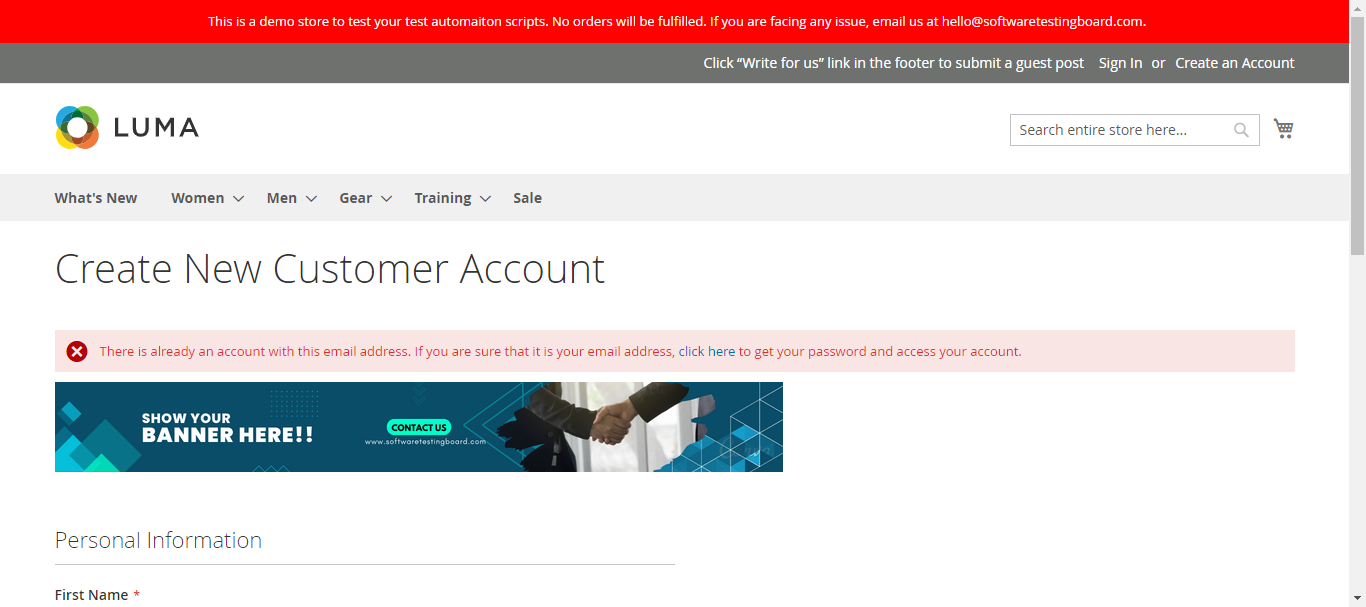 This is a demo store to test your test automaiton scripts. No orders will be fulfilled. If you are facing any issue, email us at hello@softwaretestingboard.com.
Click “Write for us” link in the footer to submit a guest post Sign In or Create an Account
LUMA
Search entire store here...
What's New Women Men Gear Training Sale
Create New Customer Account
There is already an account with this email address. If you are sure that it is your email address, click here to get your password and access your account.
SHOW YOUR
BANNER HERE!!
CONTACT US
www.softwaretestingboard.com
Personal Information
First Name *